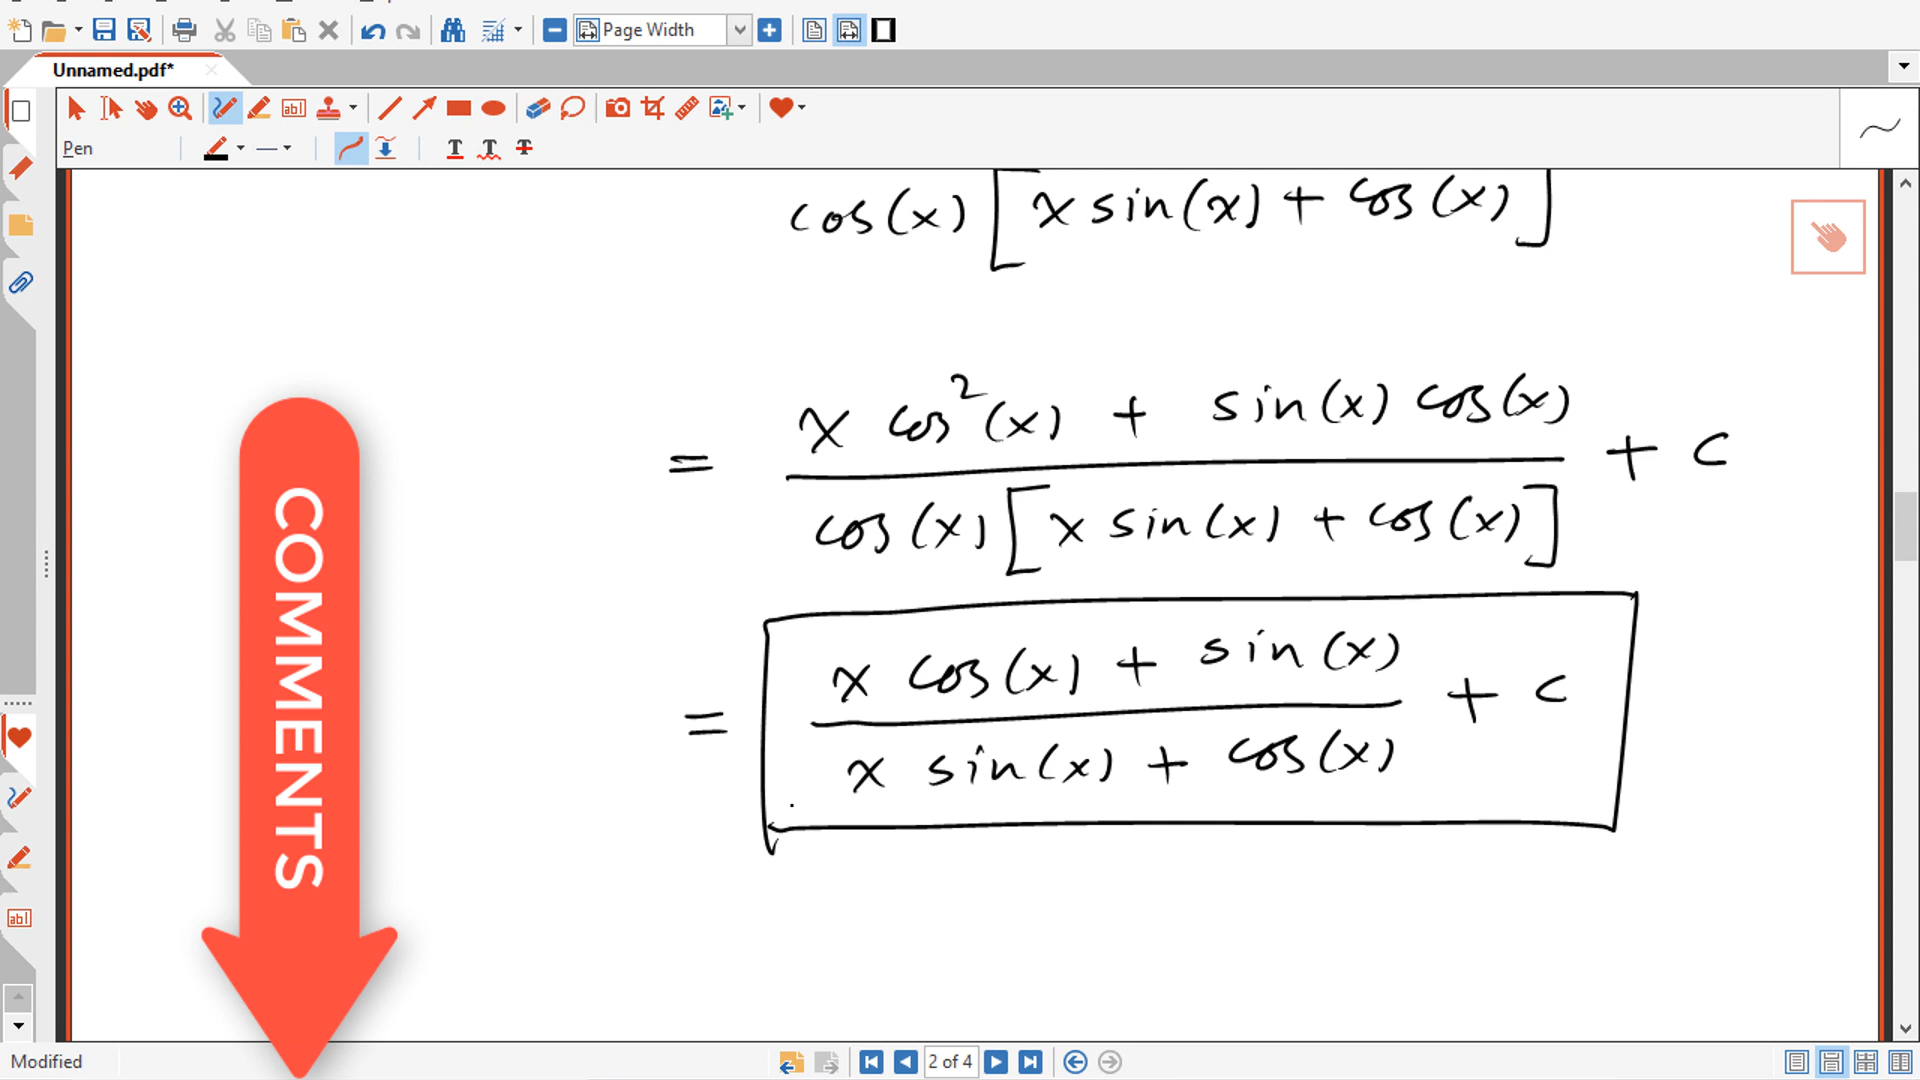 Page Width
Unnamed.pdf*
Pen
cos(x) [x sin(x) + cos(x)]
= x cos²(x) + sin(x) cos(x) + c
cos(x) [x sin(x) + cos(x)]
= x cos(x) + sin(x) + c
x sin(x) + cos(x)
COMMENTS
Modified
2 of 4